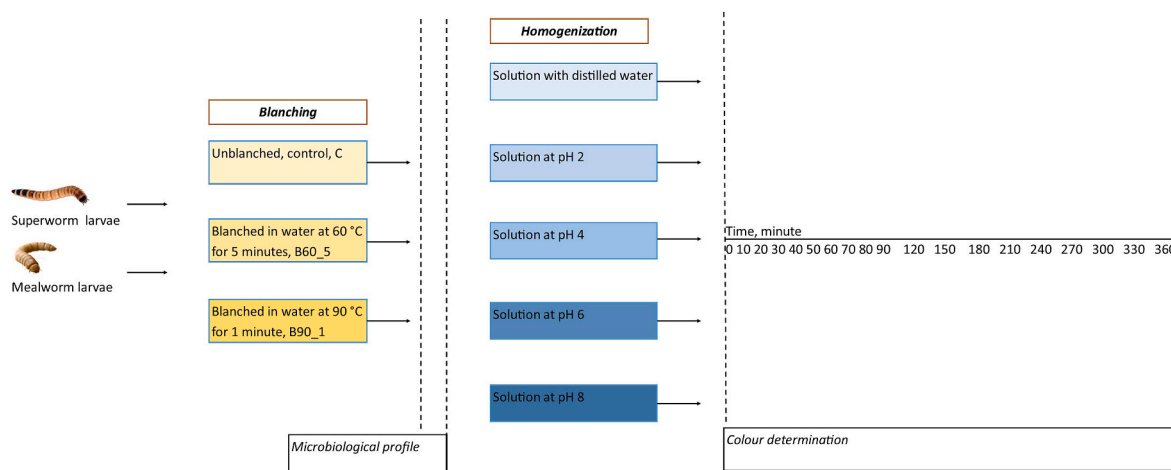 Superworm larvae
Mealworm larvae
Blanching
Unblanched, control, C
Blanched in water at 60 °C
for 5 minutes, B60_5
Blanched in water at 90 °C
for 1 minute, B90_1
Microbiological profile
Homogenization
Solution with distilled water
Solution at pH 2
Solution at pH 4
Solution at pH 6
Solution at pH 8
Time, minute
0 10 20 30 40 50 60 70 80 90 120 150 180 210 240 270 300 330 360
Colour determination